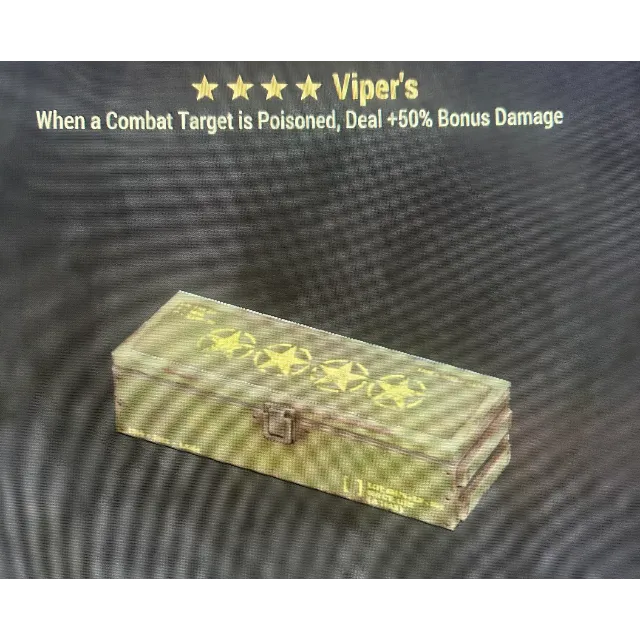 ★ ★ ★ ★ Viper's
When a Combat Target is Poisoned, Deal +50% Bonus Damage